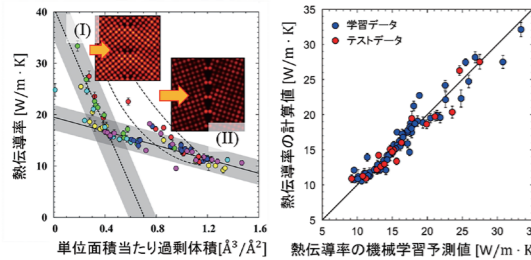 熱伝導率 [W/m・K]
40
30
20
10
0
0
0.4
0.8
1.2
1.6
(I)
(II)
単位面積当たり過剰体積[Å³/Å²]
熱伝導率の計算値 [W/m・K]
35
30
25
20
15
10
5
5
10
15
20
25
30
学習データ
テストデータ
熱伝導率の機械学習予測値 [W/m・K]